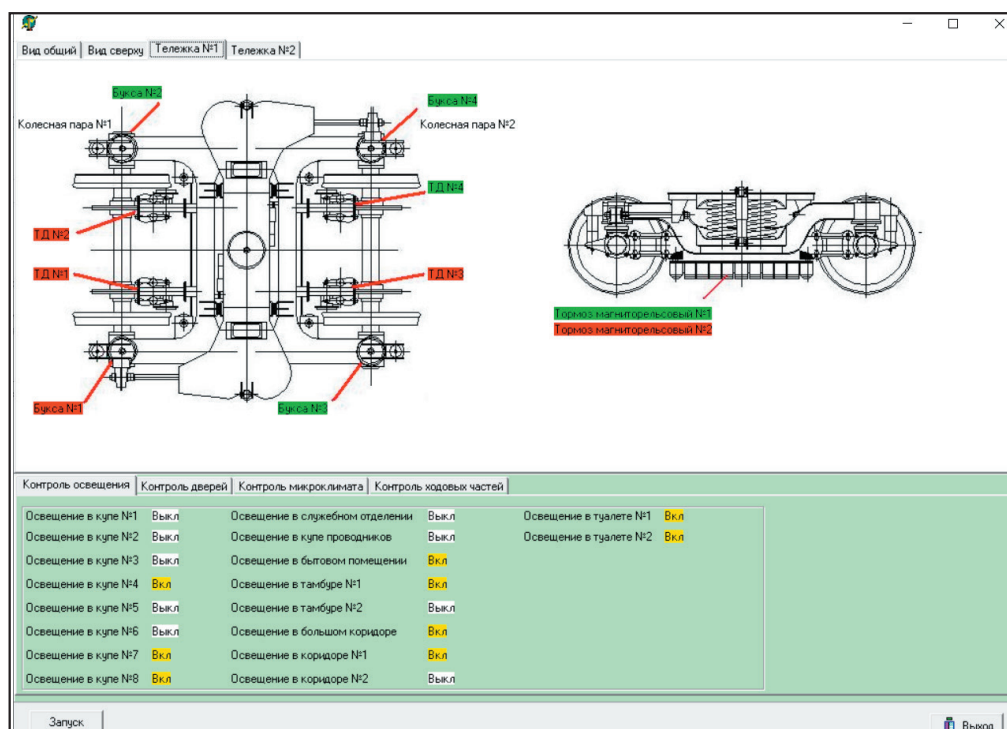 Вид общий Вид сверху Тележка №1 Тележка №2
Букса №2
Букса №4
Колесная пара №1
Колесная пара №2
ТД №4
ТД №2
ТД №1
ТД №3
Тормоз магниторельсовый №1
Тормоз магниторельсовый №2
Букса №1
Букса №3
Контроль освещения Контроль дверей Контроль микроклимата Контроль ходовых частей
Освещение в купе №1 Выкл Освещение в служебном отделении Выкл Освещение в туалете №1 Вкл
Освещение в купе №2 Выкл Освещение в купе проводников Выкл Освещение в туалете №2 Вкл
Освещение в купе №3 Выкл Освещение в бытовом помещении Вкл
Освещение в купе №4 Вкл Освещение в тамбуре №1 Вкл
Освещение в купе №5 Выкл Освещение в тамбуре №2 Выкл
Освещение в купе №6 Выкл Освещение в большом коридоре Вкл
Освещение в купе №7 Вкл Освещение в коридоре №1 Вкл
Освещение в купе №8 Вкл Освещение в коридоре №2 Выкл
Запуск Выход